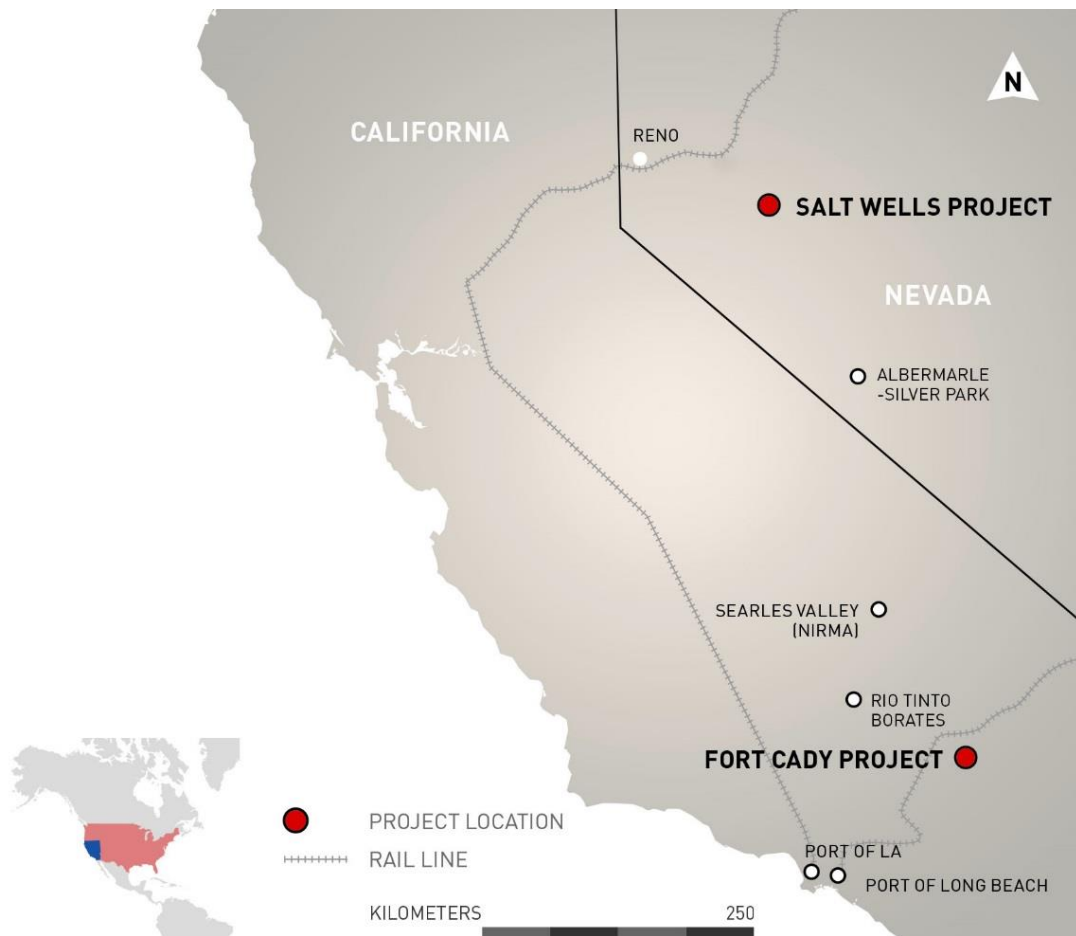 N
CALIFORNIA
RENO
SALT WELLS PROJECT
NEVADA
ALBERMARLE
-SILVER PARK
SEARLES VALLEY
(NIRMA)
RIO TINTO
BORATES
FORT CADY PROJECT
PROJECT LOCATION
RAIL LINE
PORT OF LA
PORT OF LONG BEACH
KILOMETERS 250